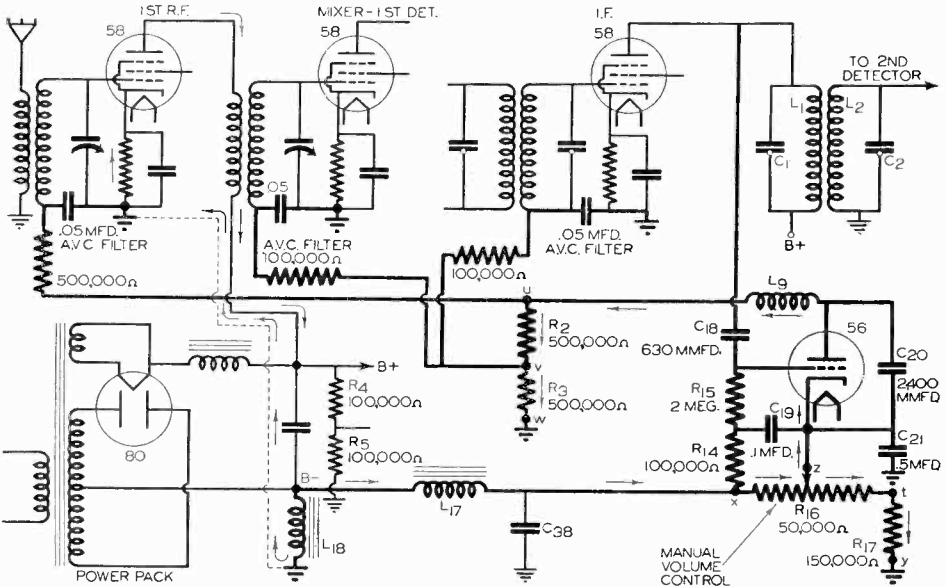 1ST R.F.
58
MIXER-1ST DET.
58
I.F.
58
TO 2ND
DETECTOR
L1
L2
C1
C2
B+
.05 MFD.
A.V.C. FILTER
500,000Ω
.05
A.V.C. FILTER
100,000Ω
.05 MFD.
A.V.C. FILTER
100,000Ω
u
R2
500,000Ω
v
R3
500,000Ω
w
L9
C18
630 MMFD.
56
C20
2400
MMFD
R15
2 MEG.
C19
.1 MFD.
C21
.5 MFD
R14
100,000Ω
z
x
R16
50,000Ω
t
R17
150,000Ω
y
MANUAL
VOLUME
CONTROL
B+
R4
100,000Ω
R5
100,000Ω
80
B-
L17
L18
C38
POWER PACK